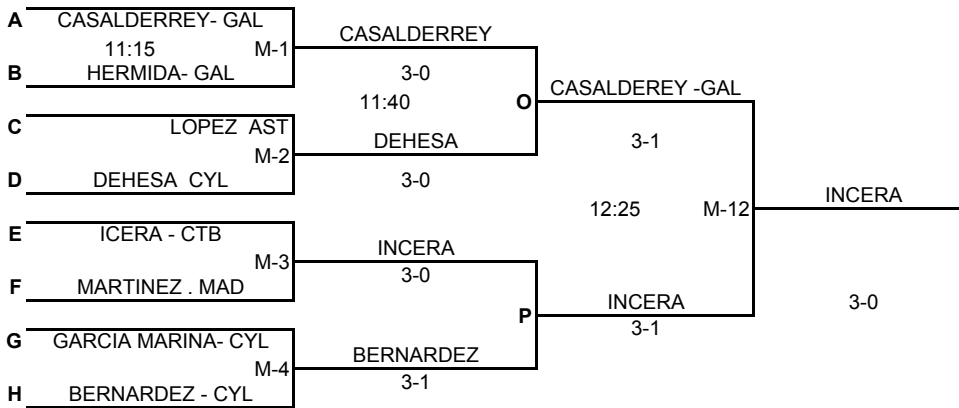 A CASALDERREY- GAL
CASALDERREY
11:15 M-1
B HERMIDA- GAL
3-0
11:40 O CASALDEREY -GAL
C LOPEZ AST
DEHESA
3-1
M-2
D DEHESA CYL
3-0
12:25 M-12 INCERA
E ICERA - CTB
INCERA
M-3
3-0
F MARTINEZ . MAD
P INCERA
3-0
3-1
G GARCIA MARINA- CYL
BERNARDEZ
M-4
3-1
H BERNARDEZ - CYL